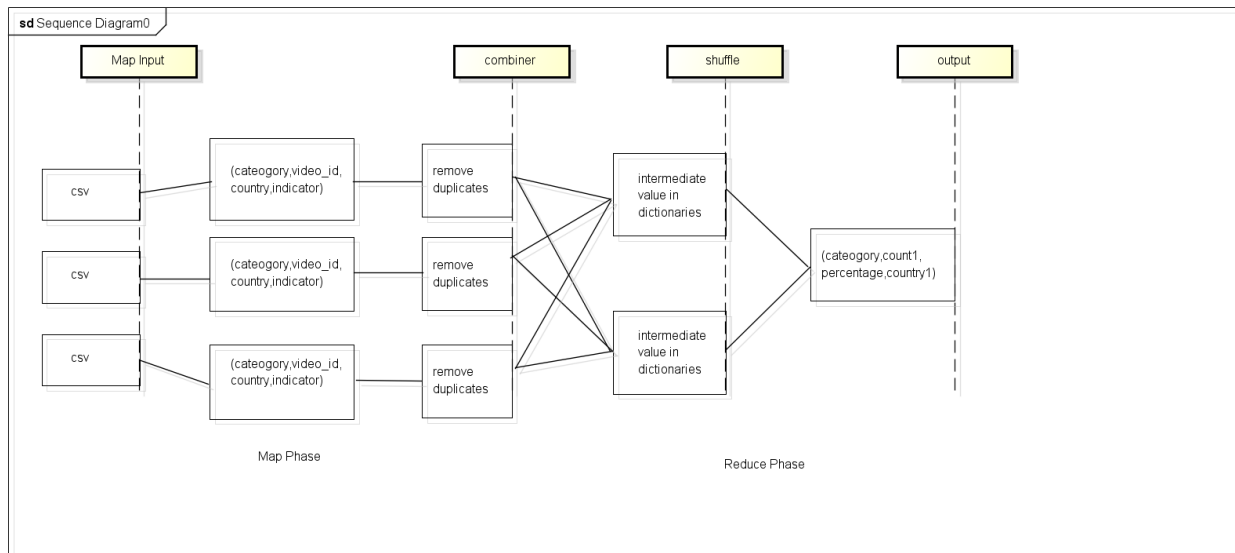 sd Sequence Diagram0
Map Input
combiner
shuffle
output
csv
(cateogory,video_id,
country,indicator)
remove
duplicates
intermediate
value in
dictionaries
csv
(cateogory,video_id,
country,indicator)
remove
duplicates
(cateogory,count1,
percentage,country1)
csv
(cateogory,video_id,
country,indicator)
remove
duplicates
intermediate
value in
dictionaries
Map Phase
Reduce Phase